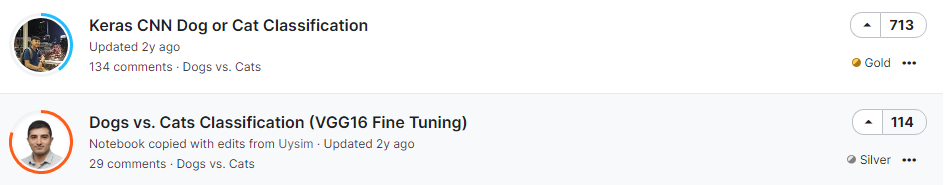 Keras CNN Dog or Cat Classification
713
Updated 2y ago
134 comments · Dogs vs. Cats
Gold
Dogs vs. Cats Classification (VGG16 Fine Tuning)
114
Notebook copied with edits from Uysim · Updated 2y ago
29 comments · Dogs vs. Cats
Silver